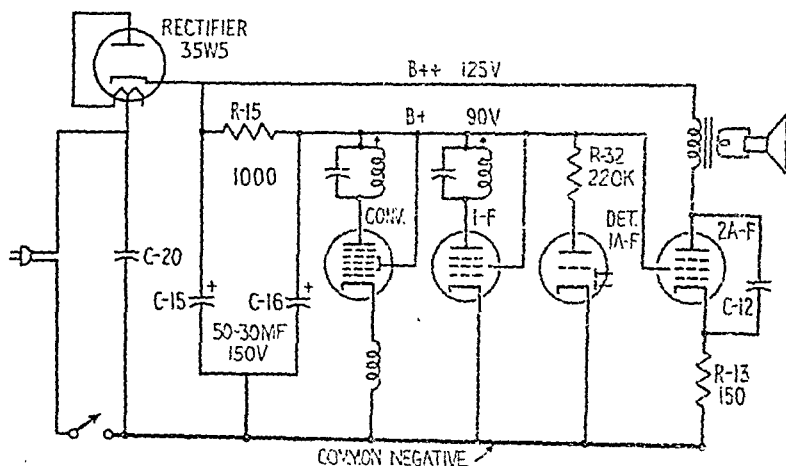 RECTIFIER
35W5
B++ 125V
R-15
B+ 90V
1000
R-32
220K
CONV.
I-F
DET.
1A-F
2A-F
C-20
C-15
+
C-16
+
C-12
50-30MF
150V
R-13
150
COMMON NEGATIVE